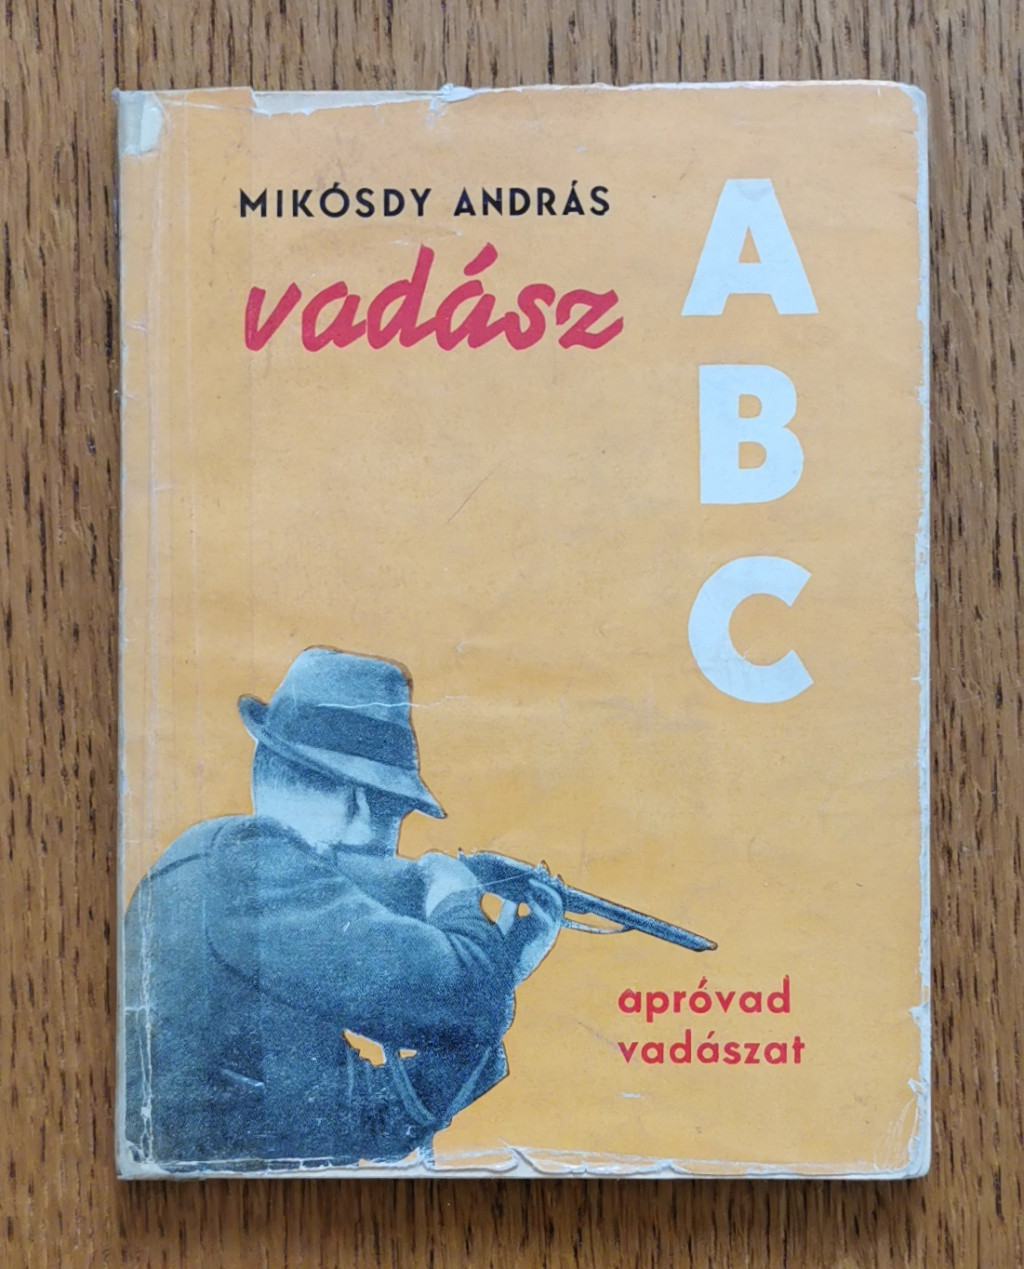 MIKÓSDY ANDRÁS
vadász
A
B
C
apróvad
vadászat